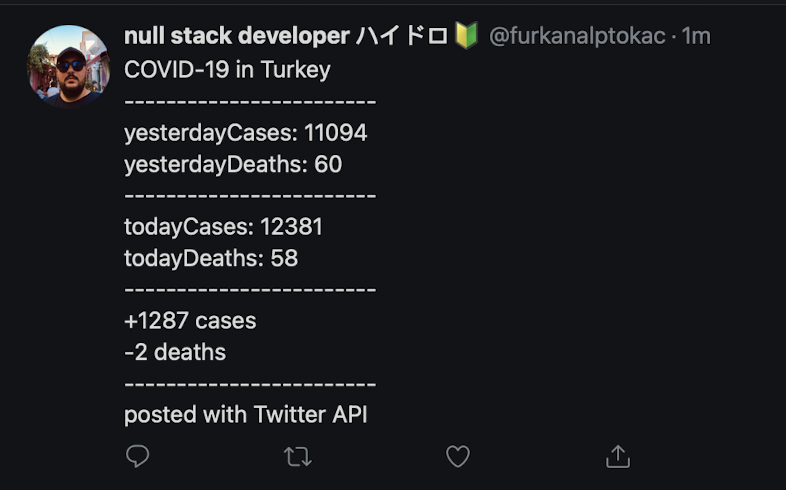 null stack developer ハイドロ🔰 @furkanalptokac · 1m
COVID-19 in Turkey
------------------------
yesterdayCases: 11094
yesterdayDeaths: 60
------------------------
todayCases: 12381
todayDeaths: 58
------------------------
+1287 cases
-2 deaths
------------------------
posted with Twitter API